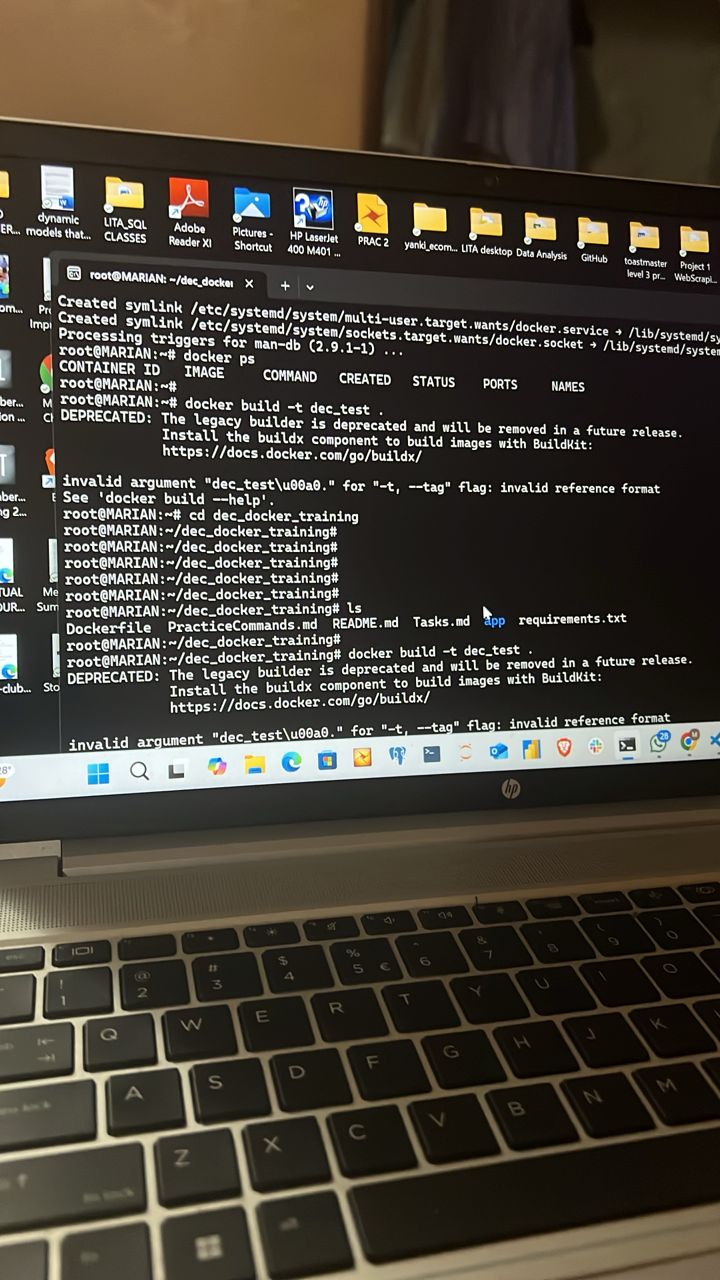 dynamic
models that...
LITA_SQL
CLASSES
Adobe
Reader XI
Pictures -
Shortcut
HP LaserJet
400 M401 ...
PRAC 2
yanki_ecom...
LITA desktop
Data Analysis
GitHub
toastmaster
level 3 pr...
Project 1
WebScrapi...
root@MARIAN: ~/dec_docker
Created symlink /etc/systemd/system/multi-user.target.wants/docker.service → /lib/systemd/sy
Created symlink /etc/systemd/system/sockets.target.wants/docker.socket → /lib/systemd/system
Processing triggers for man-db (2.9.1-1) ...
root@MARIAN:~# docker ps
CONTAINER ID IMAGE COMMAND CREATED STATUS PORTS NAMES
root@MARIAN:~#
root@MARIAN:~# docker build -t dec_test .
DEPRECATED: The legacy builder is deprecated and will be removed in a future release.
Install the buildx component to build images with BuildKit:
https://docs.docker.com/go/buildx/
invalid argument "dec_test\u00a0." for "-t, --tag" flag: invalid reference format
See 'docker build --help'.
root@MARIAN:~# cd dec_docker_training
root@MARIAN:~/dec_docker_training#
root@MARIAN:~/dec_docker_training#
root@MARIAN:~/dec_docker_training#
root@MARIAN:~/dec_docker_training#
root@MARIAN:~/dec_docker_training#
root@MARIAN:~/dec_docker_training# ls
Dockerfile PracticeCommands.md README.md Tasks.md app requirements.txt
root@MARIAN:~/dec_docker_training#
root@MARIAN:~/dec_docker_training# docker build -t dec_test .
DEPRECATED: The legacy builder is deprecated and will be removed in a future release.
Install the buildx component to build images with BuildKit:
https://docs.docker.com/go/buildx/
invalid argument "dec_test\u00a0." for "-t, --tag" flag: invalid reference format
28
hp
esc
! 1
@ 2
# 3
$ 4
% 5 €
^ 6
& 7
8
( 9
) 0
Q W E R T Y U I O
A S D F G H J K
Z X C V B N M